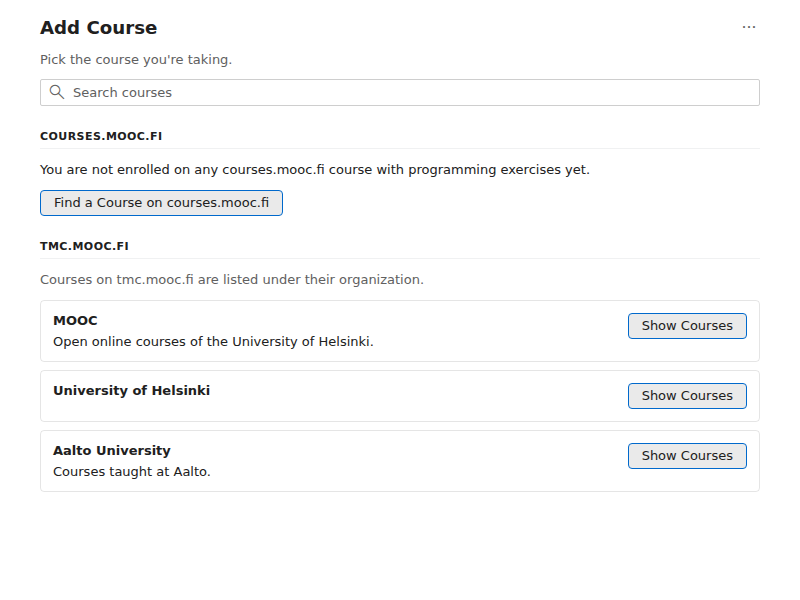 Add Course
Pick the course you're taking.
Search courses
COURSES.MOOC.FI
You are not enrolled on any courses.mooc.fi course with programming exercises yet.
Find a Course on courses.mooc.fi
TMC.MOOC.FI
Courses on tmc.mooc.fi are listed under their organization.
MOOC
Show Courses
Open online courses of the University of Helsinki.
University of Helsinki
Show Courses
Aalto University
Show Courses
Courses taught at Aalto.